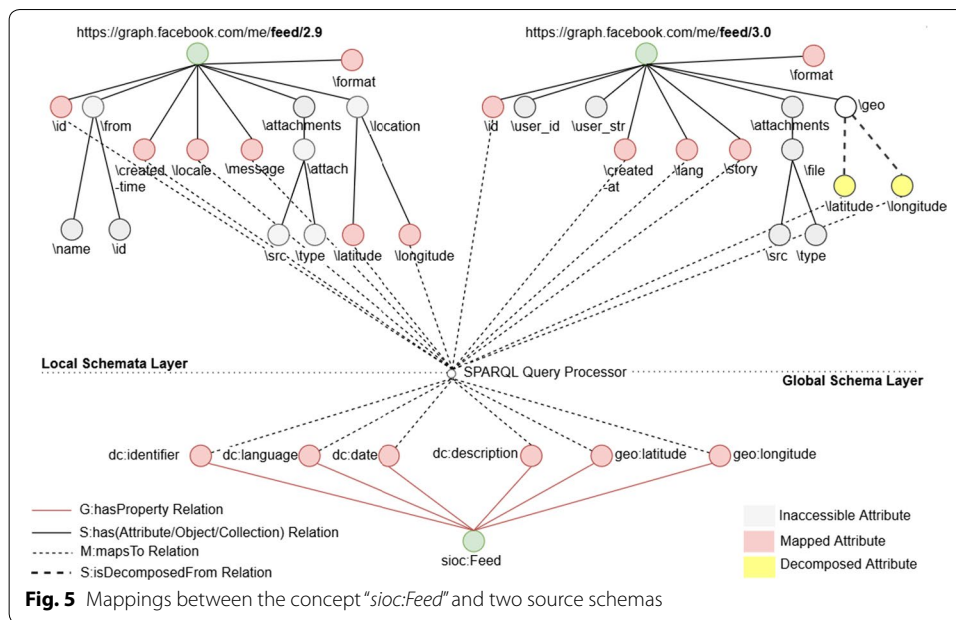 https://graph.facebook.com/me/feed/2.9
https://graph.facebook.com/me/feed/3.0
\format
\format
\id
\from
\attachments
\location
\id
\user_id
\user_str
\attachments
\geo
\created
-time
\locale
\message
\attach
\created
-at
\lang
\story
\file
\latitude
\longitude
\name
\id
\src
\type
\latitude
\longitude
\src
\type
Local Schemata Layer
SPARQL Query Processor
Global Schema Layer
dc:identifier
dc:language
dc:date
dc:description
geo:latitude
geo:longitude
G:hasProperty Relation
S:has(Attribute/Object/Collection) Relation
M:mapsTo Relation
S:isDecomposedFrom Relation
sioc:Feed
Inaccessible Attribute
Mapped Attribute
Decomposed Attribute
Fig. 5 Mappings between the concept "sioc:Feed" and two source schemas